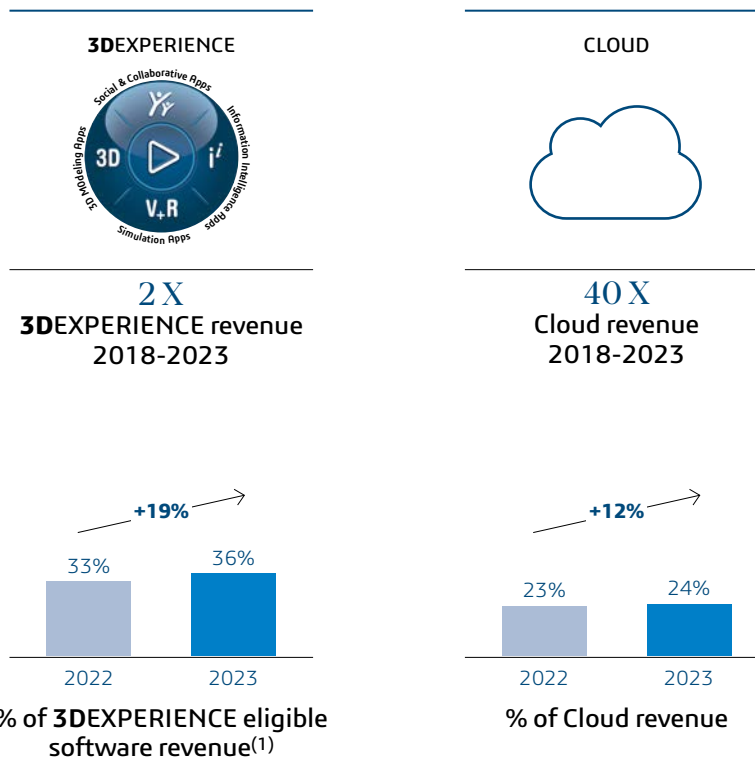 3DEXPERIENCE
Social & Collaborative Apps
3D Modeling Apps
Information Intelligence Apps
3D
iⁱ
V+R
Simulation Apps
2 X
3DEXPERIENCE revenue
2018-2023
+19%
33%
36%
2022
2023
% of 3DEXPERIENCE eligible
software revenue(1)
CLOUD
40 X
Cloud revenue
2018-2023
+12%
23%
24%
2022
2023
% of Cloud revenue